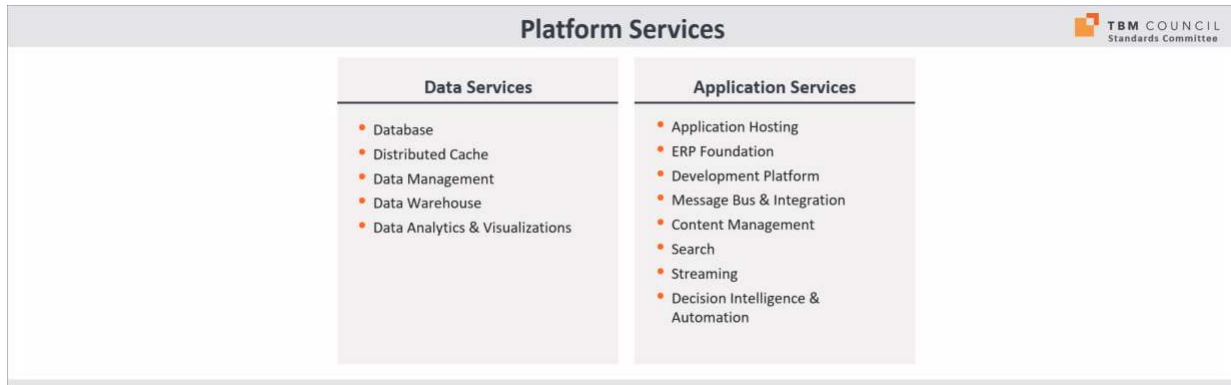 Platform Services
TBM COUNCIL
Standards Committee
Data Services
• Database
• Distributed Cache
• Data Management
• Data Warehouse
• Data Analytics & Visualizations
Application Services
• Application Hosting
• ERP Foundation
• Development Platform
• Message Bus & Integration
• Content Management
• Search
• Streaming
• Decision Intelligence &
Automation